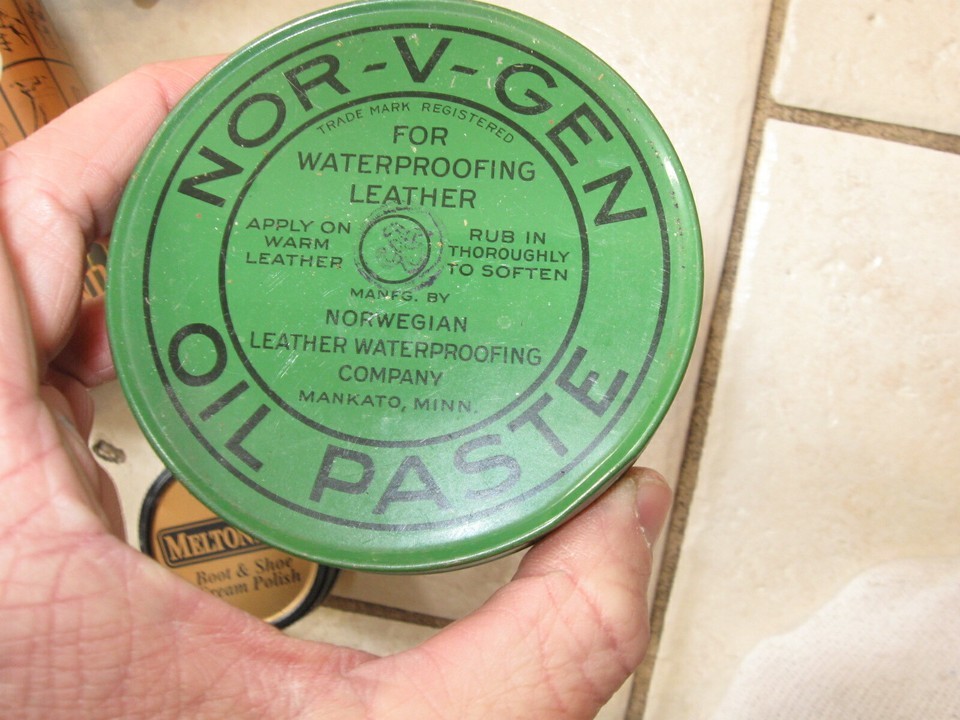 NOR-V-GEN
TRADE MARK REGISTERED
FOR
WATERPROOFING
LEATHER
APPLY ON
WARM
LEATHER
RUB IN
THOROUGHLY
TO SOFTEN
MANFG. BY
NORWEGIAN
LEATHER WATERPROOFING
COMPANY
MANKATO, MINN.
OIL PASTE
MELTON
Boot & Shoe
Cream Polish